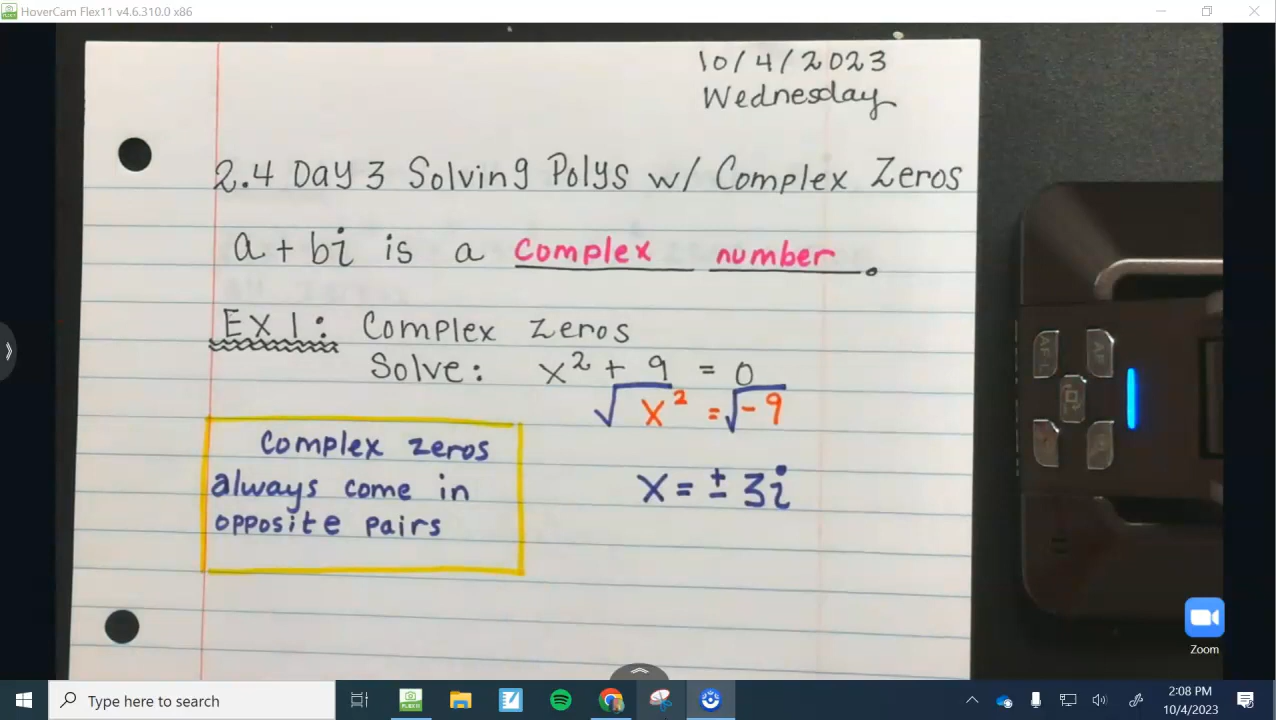 HoverCam Flex11 v4.6.310.0 x86
10/4/2023
Wednesday
2.4 Day 3 Solving Polys w/ Complex Zeros
a + bi is a complex number.
EX 1: Complex zeros
Solve: x² + 9 = 0
√x² = √-9
x = ± 3i
Complex zeros
always come in
opposite pairs
Zoom
Type here to search
2:08 PM
10/4/2023